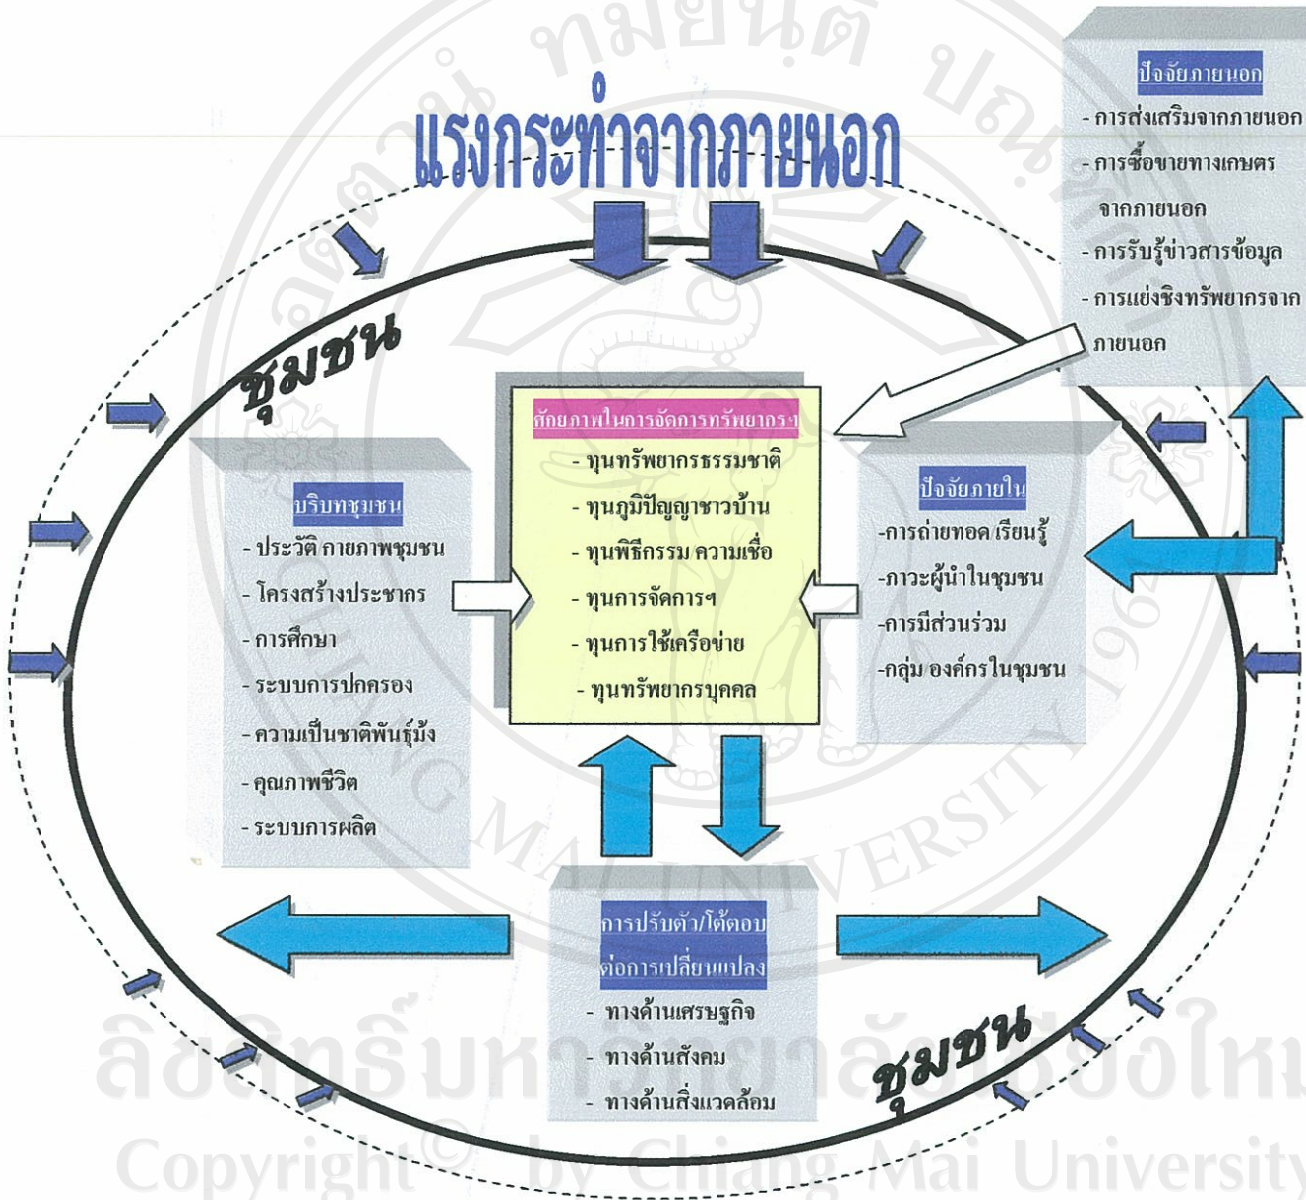 แรงกระทำจากภายนอก
ปัจจัยภายนอก
- การส่งเสริมจากภายนอก
- การซื้อขายทางเกษตร
จากภายนอก
- การรับรู้ข่าวสารข้อมูล
- การแย่งชิงทรัพยากรจาก
ภายนอก
ชุมชน
บริบทชุมชน
- ประวัติ กายภาพชุมชน
- โครงสร้างประชากร
- การศึกษา
- ระบบการปกครอง
- ความเป็นชาติพันธุ์ม้ง
- คุณภาพชีวิต
- ระบบการผลิต
ศักยภาพในการจัดการทรัพยากรฯ
- ทุนทรัพยากรธรรมชาติ
- ทุนภูมิปัญญาชาวบ้าน
- ทุนพิธีกรรม ความเชื่อ
- ทุนการจัดการฯ
- ทุนการใช้เครือข่าย
- ทุนทรัพยากรบุคคล
ปัจจัยภายใน
-การถ่ายทอด เรียนรู้
-ภาวะผู้นำในชุมชน
-การมีส่วนร่วม
-กลุ่ม องค์กรในชุมชน
การปรับตัว/โต้ตอบ
ต่อการเปลี่ยนแปลง
- ทางด้านเศรษฐกิจ
- ทางด้านสังคม
- ทางด้านสิ่งแวดล้อม
ชุมชน
CHIANG MAI UNIVERSITY 1964
ลิขสิทธิ์มหาวิทยาลัยเชียงใหม่
Copyright © by Chiang Mai University